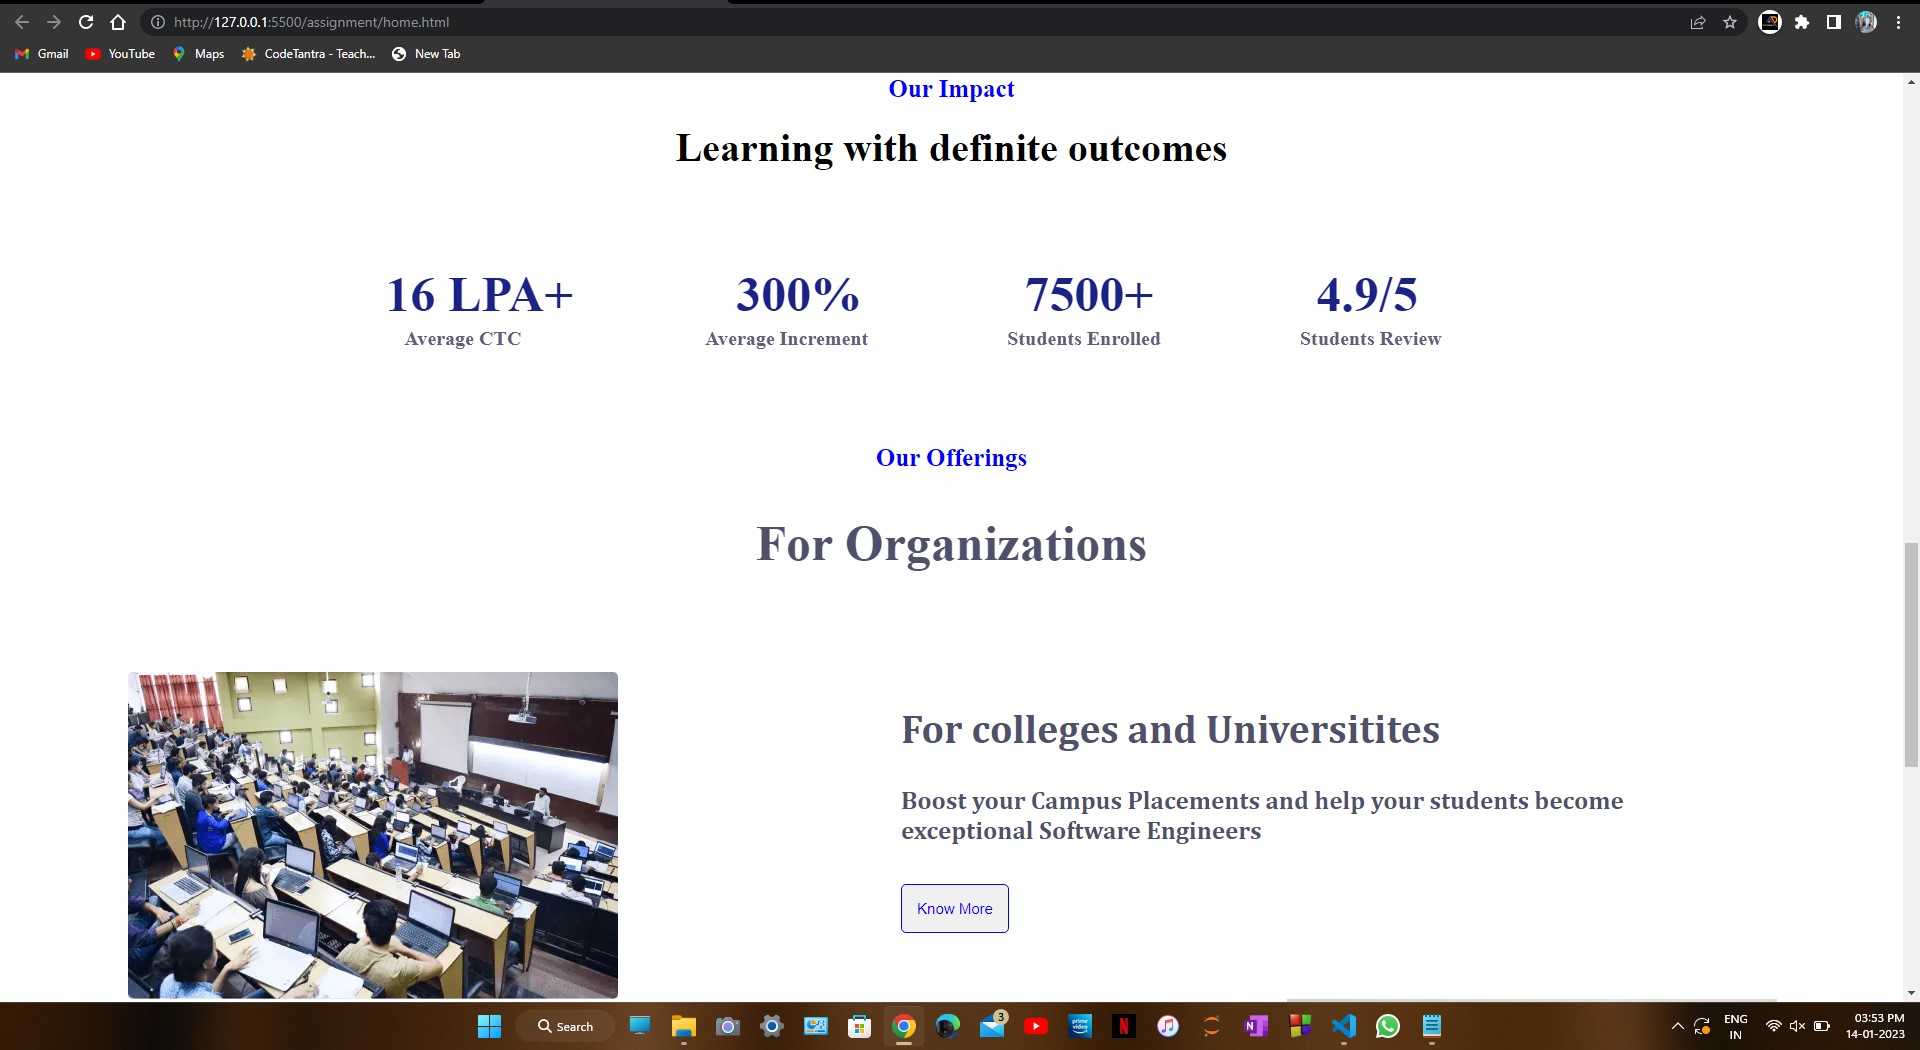 http://127.0.0.1:5500/assignment/home.html
Gmail YouTube Maps CodeTantra - Teach... New Tab
Our Impact
Learning with definite outcomes
16 LPA+ 300% 7500+ 4.9/5
Average CTC Average Increment Students Enrolled Students Review
Our Offerings
For Organizations
For colleges and Universitites
Boost your Campus Placements and help your students become
exceptional Software Engineers
Know More
Search
3
prime video
N
N
ENG
IN
03:53 PM
14-01-2023